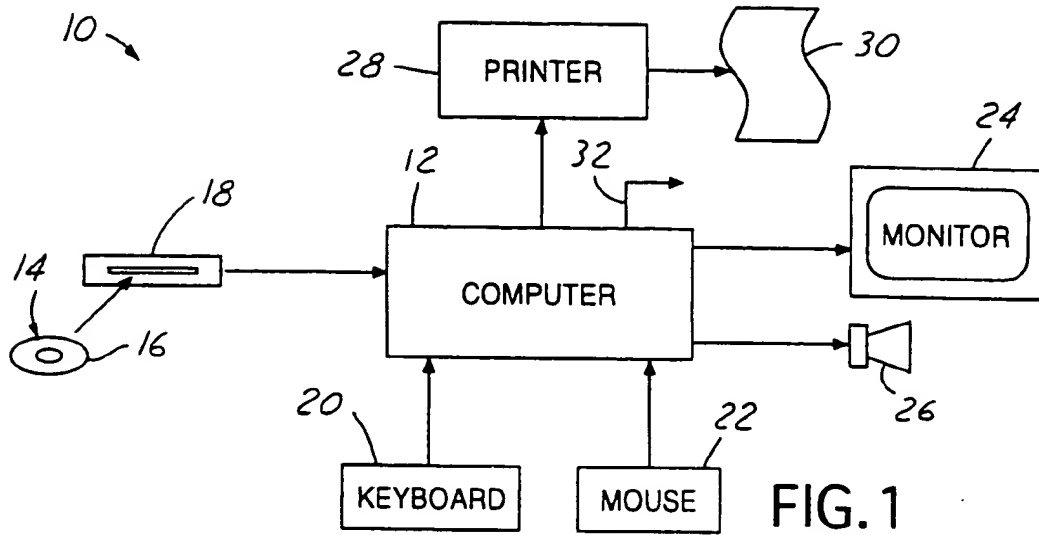 10
28
PRINTER
30
24
12
32
18
MONITOR
14
COMPUTER
16
26
20
22
KEYBOARD
MOUSE
FIG. 1